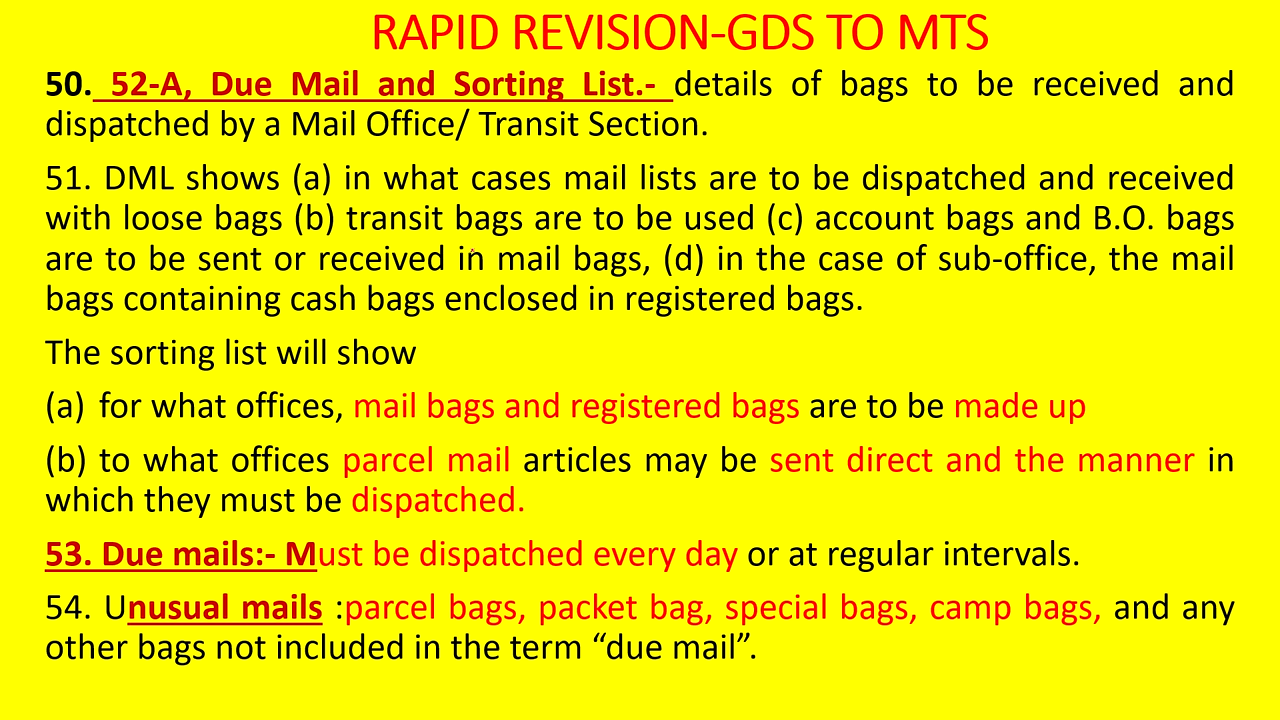 RAPID REVISION-GDS TO MTS
50. 52-A, Due Mail and Sorting List.- details of bags to be received and
dispatched by a Mail Office/ Transit Section.
51. DML shows (a) in what cases mail lists are to be dispatched and received
with loose bags (b) transit bags are to be used (c) account bags and B.O. bags
are to be sent or received in mail bags, (d) in the case of sub-office, the mail
bags containing cash bags enclosed in registered bags.
The sorting list will show
(a) for what offices, mail bags and registered bags are to be made up
(b) to what offices parcel mail articles may be sent direct and the manner in
which they must be dispatched.
53. Due mails:- Must be dispatched every day or at regular intervals.
54. Unusual mails :parcel bags, packet bag, special bags, camp bags, and any
other bags not included in the term “due mail”.